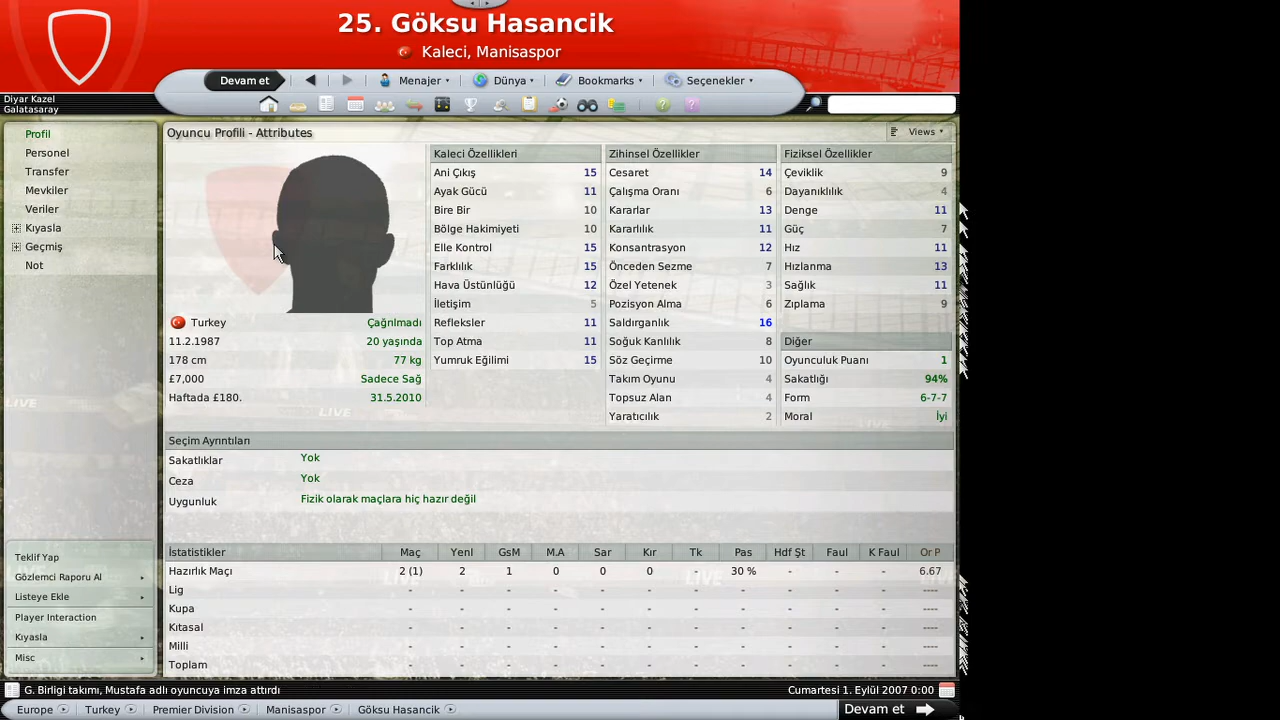 25. Göksu Hasancik
Kaleci, Manisaspor
Devam et Menajer Dünya Bookmarks Seçenekler
Diyar Kazel
Galatasaray
Profil
Personel
Transfer
Mevkiler
Veriler
Kıyasla
Geçmiş
Not
Oyuncu Profili - Attributes Views
Turkey Çağrılmadı
11.2.1987 20 yaşında
178 cm 77 kg
£7,000 Sadece Sağ
Haftada £180. 31.5.2010
Kaleci Özellikleri
Ani Çıkış 15
Ayak Gücü 11
Bire Bir 10
Bölge Hakimiyeti 10
Elle Kontrol 15
Farklılık 15
Hava Üstünlüğü 12
İletişim 5
Refleksler 11
Top Atma 11
Yumruk Eğilimi 15
Zihinsel Özellikler
Cesaret 14
Çalışma Oranı 6
Kararlar 13
Kararlılık 11
Konsantrasyon 12
Önceden Sezme 7
Özel Yetenek 3
Pozisyon Alma 6
Saldırganlık 16
Soğuk Kanlılık 8
Söz Geçirme 10
Takım Oyunu 4
Topsuz Alan 4
Yaratıcılık 2
Fiziksel Özellikler
Çeviklik 9
Dayanıklılık 4
Denge 11
Güç 7
Hız 11
Hızlanma 13
Sağlık 11
Zıplama 9
Diğer
Oyunculuk Puanı 1
Sakatlığı 94%
Form 6-7-7
Moral İyi
Seçim Ayrıntıları
Sakatlıklar Yok
Ceza Yok
Uygunluk Fizik olarak maçlara hiç hazır değil
İstatistikler Maç Yenl GsM M.A Sar Kır Tk Pas Hdf Şt Faul K Faul Or P
Hazırlık Maçı 2 (1) 2 1 0 0 0 - 30 % - - - 6.67
Lig - - - - - - - - - - - ----
Kupa - - - - - - - - - - - ----
Kıtasal - - - - - - - - - - - ----
Milli - - - - - - - - - - - ----
Toplam - - - - - - - - - - - ----
Teklif Yap
Gözlemci Raporu Al
Listeye Ekle
Player Interaction
Kıyasla
Misc
G. Birligi takımı, Mustafa adlı oyuncuya imza attırdı Cumartesi 1. Eylül 2007 0:00
Europe Turkey Premier Division Manisaspor Göksu Hasancik Devam et